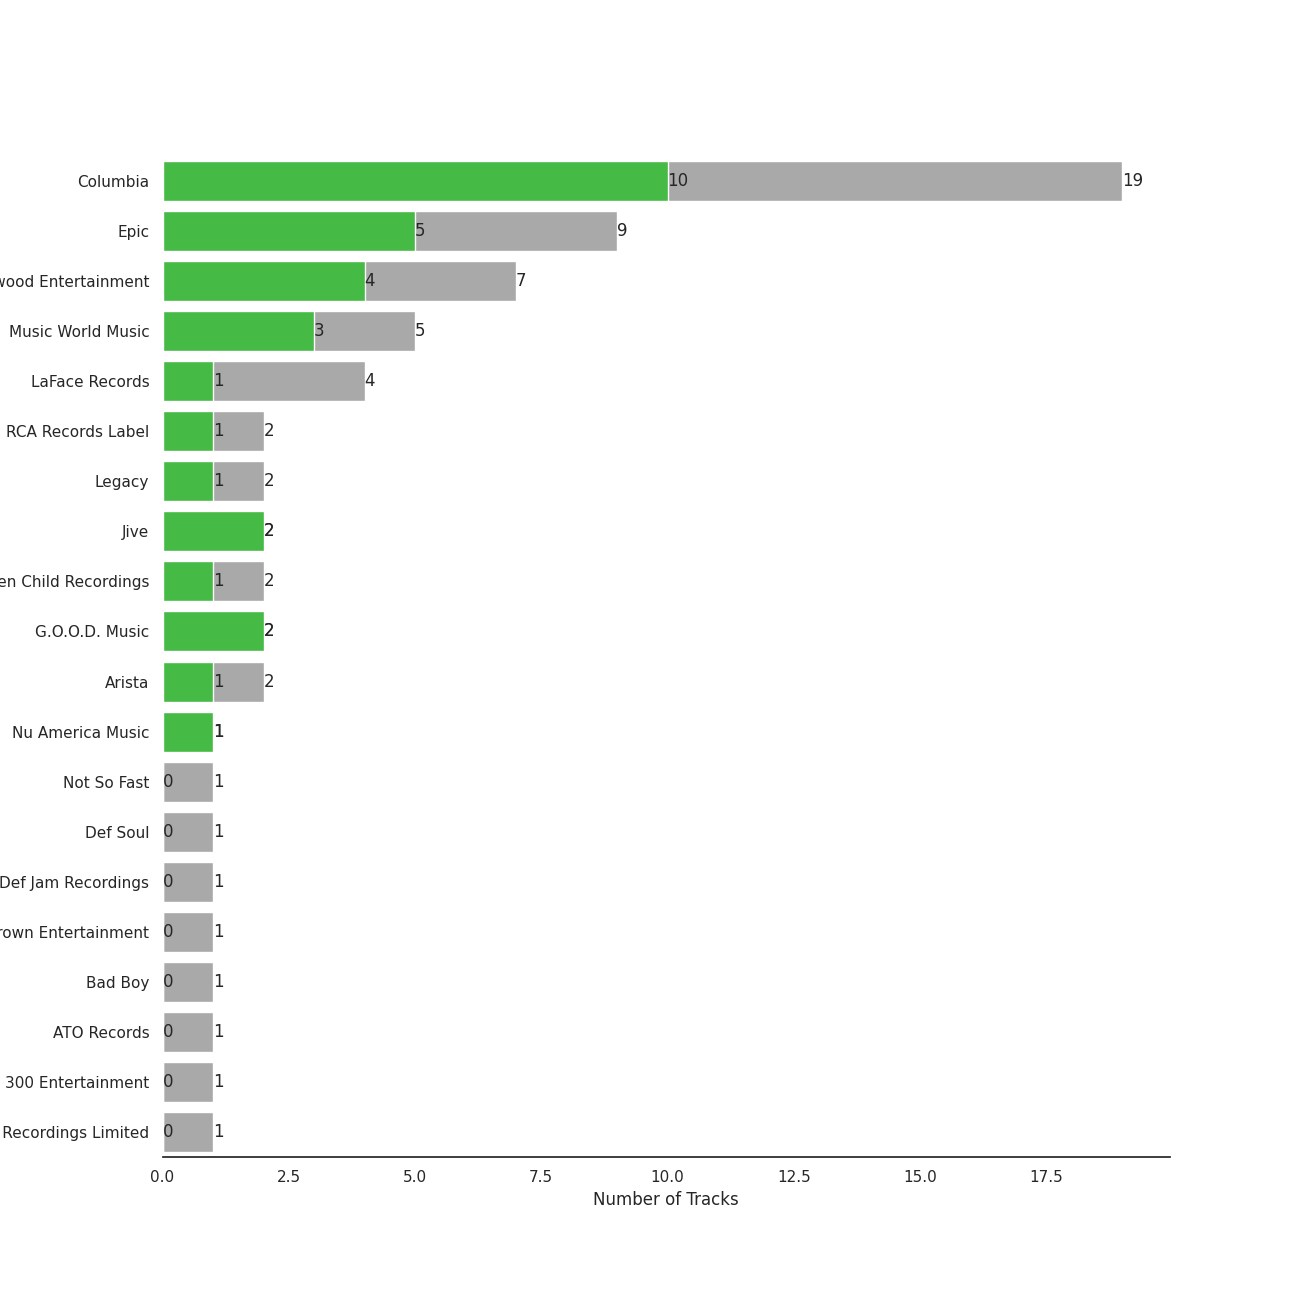 Columbia 10 19
Epic 5 9
Entertainment 4 7
Music World Music 3 5
LaFace Records 1 4
RCA Records Label 1 2
Legacy 1 2
Jive 2
Child Recordings 1 2
G.O.O.D. Music 2
Arista 1 2
Nu America Music 1
Not So Fast 0 1
Def Soul 0 1
Def Jam Recordings 0 1
Entertainment 0 1
Bad Boy 0 1
ATO Records 0 1
300 Entertainment 0 1
Recordings Limited 0 1
0.0 2.5 5.0 7.5 10.0 12.5 15.0 17.5
Number of Tracks